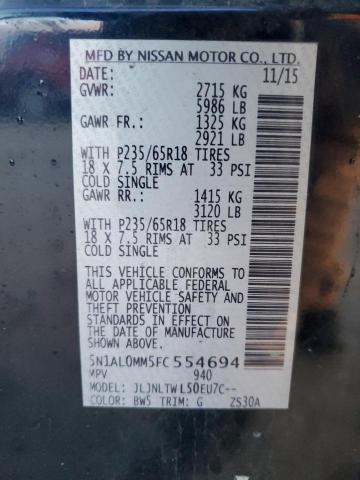 MFD BY NISSAN MOTOR CO., LTD.
DATE: 11/15
GVWR: 2715 KG
5986 LB
GAWR FR.: 1325 KG
2921 LB
WITH P235/65R18 TIRES
18 X 7.5 RIMS AT 33 PSI
COLD SINGLE
GAWR RR.: 1415 KG
3120 LB
WITH P235/65R18 TIRES
18 X 7.5 RIMS AT 33 PSI
COLD SINGLE
THIS VEHICLE CONFORMS TO
ALL APPLICABLE FEDERAL
MOTOR VEHICLE SAFETY AND
THEFT PREVENTION STANDARDS
IN EFFECT ON THE
DATE OF MANUFACTURE
SHOWN ABOVE.
5N1AL0MM5FC554694
MPV 940
MODEL: JLJNLTWL50EU7C--
COLOR: BW5 TRIM: G ZS30A